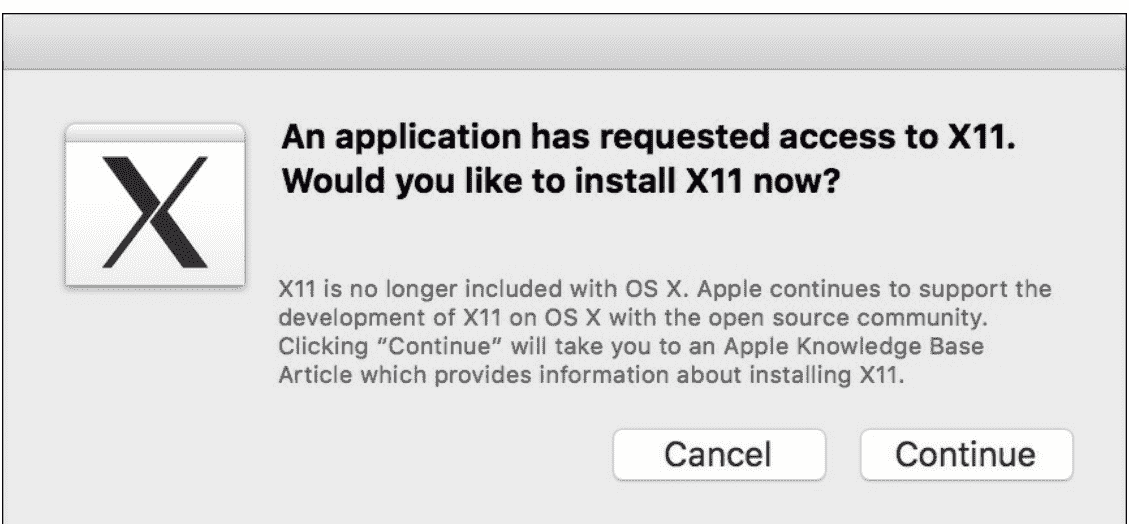 An application has requested access to X11.
Would you like to install X11 now?
X11 is no longer included with OS X. Apple continues to support the
development of X11 on OS X with the open source community.
Clicking “Continue” will take you to an Apple Knowledge Base
Article which provides information about installing X11.
Cancel Continue